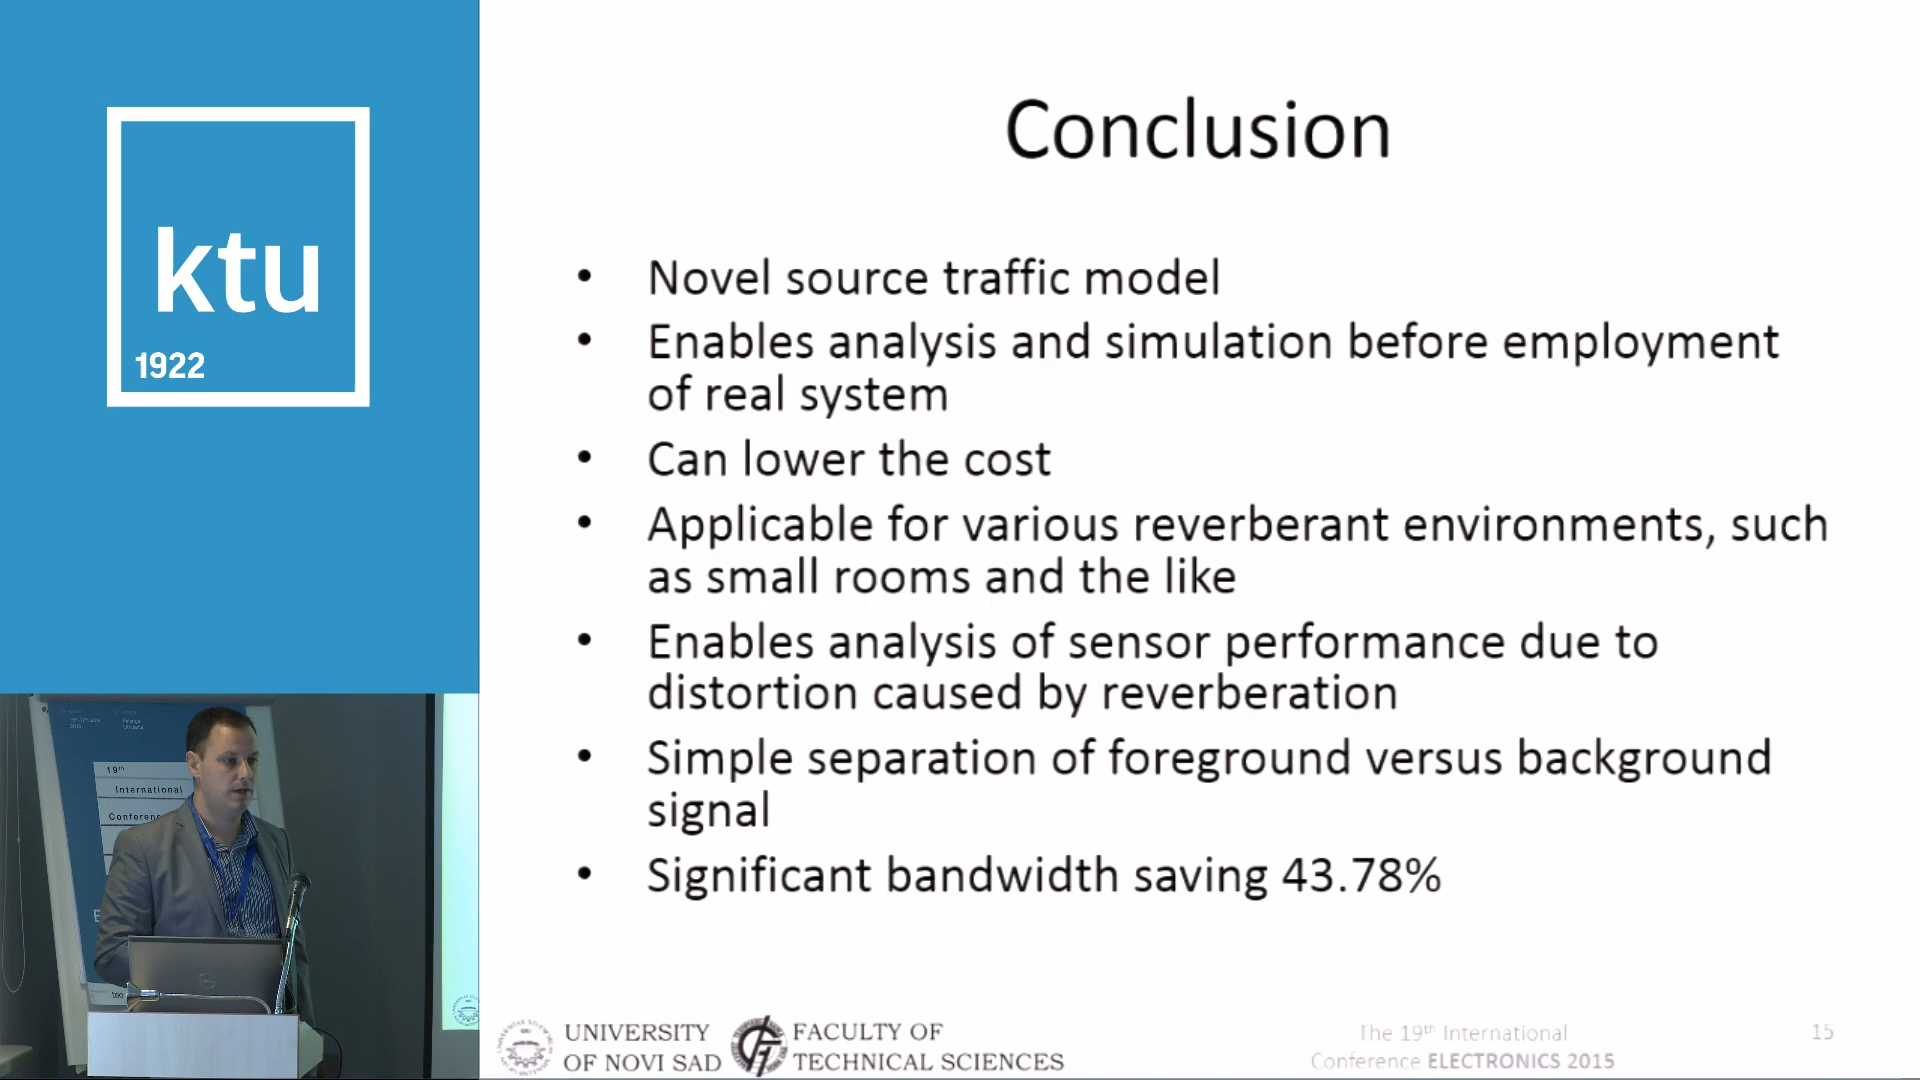 ktu
1922
Conclusion
• Novel source traffic model
• Enables analysis and simulation before employment
of real system
• Can lower the cost
• Applicable for various reverberant environments, such
as small rooms and the like
• Enables analysis of sensor performance due to
distortion caused by reverberation
• Simple separation of foreground versus background
signal
• Significant bandwidth saving 43.78%
19th
International
UNIVERSITY
OF NOVI SAD
FACULTY OF
TECHNICAL SCIENCES
The 19th International
Conference ELECTRONICS 2015
15